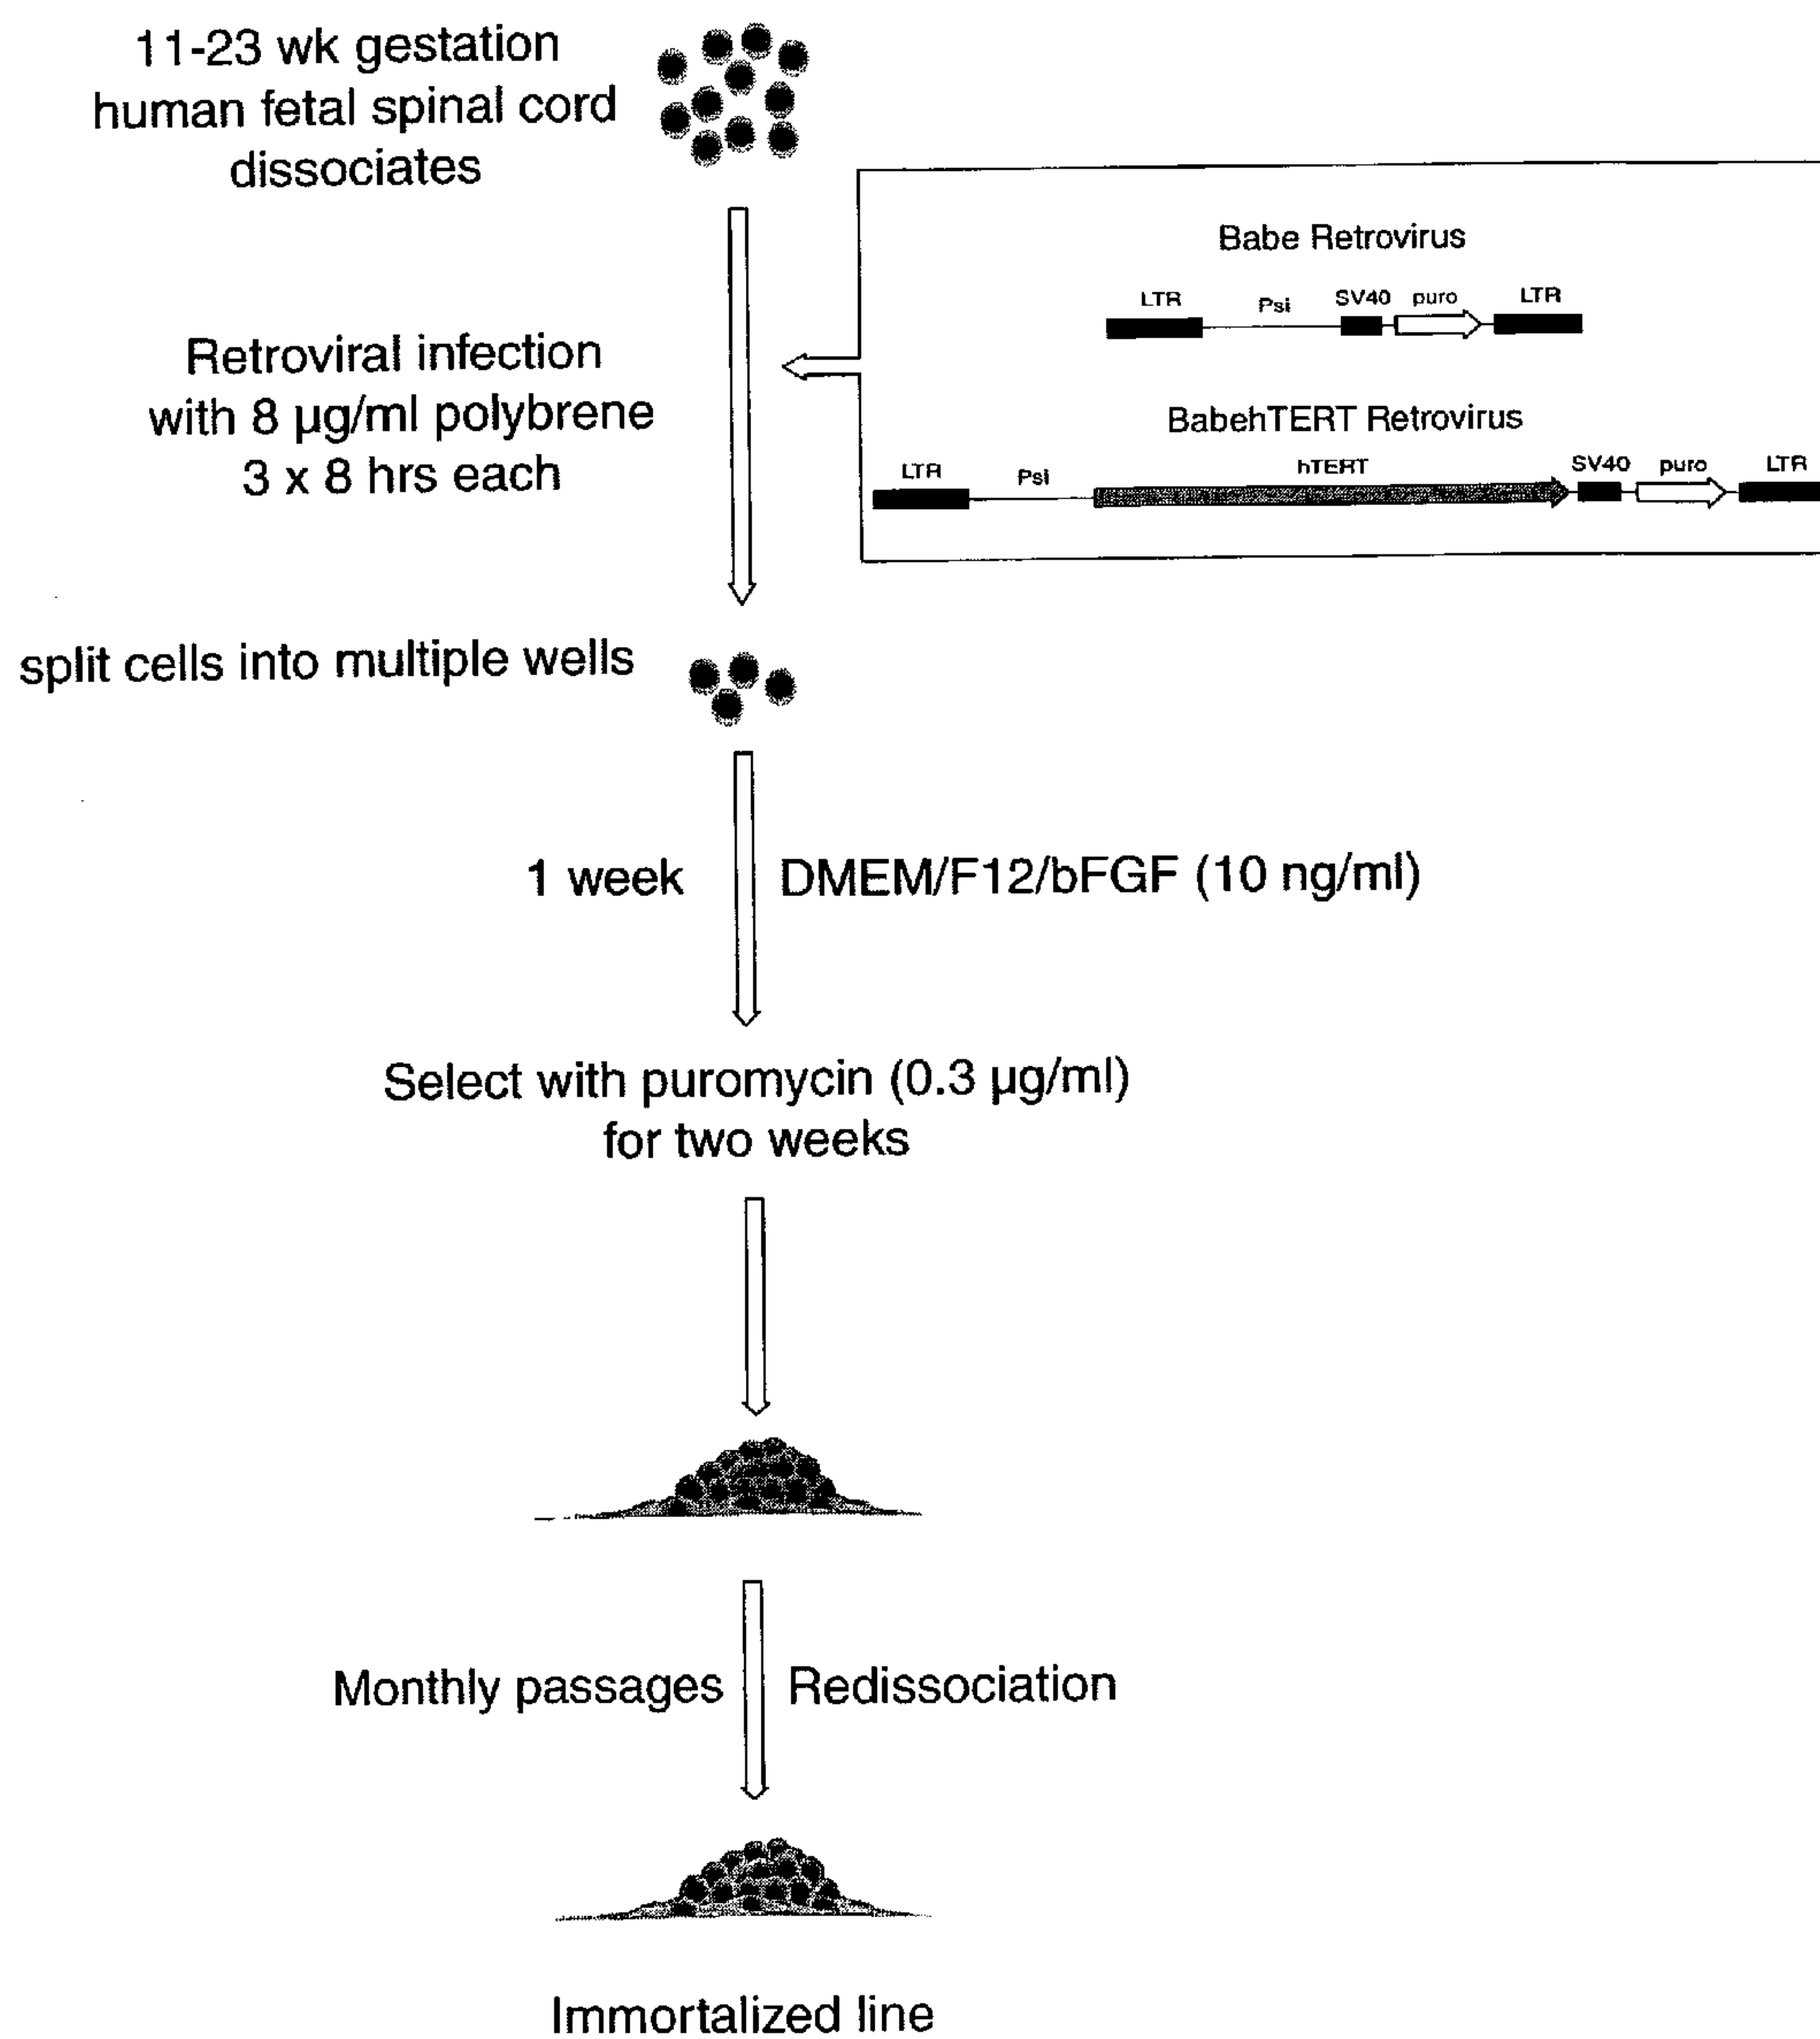 11-23 wk gestation
human fetal spinal cord
dissociates
Babe Retrovirus
LTR Psi SV40 puro LTR
Retroviral infection
with 8 µg/ml polybrene
3 x 8 hrs each
BabehTERT Retrovirus
LTR Psi hTERT SV40 puro LTR
split cells into multiple wells
1 week DMEM/F12/bFGF (10 ng/ml)
Select with puromycin (0.3 µg/ml)
for two weeks
Monthly passages Redissociation
Immortalized line